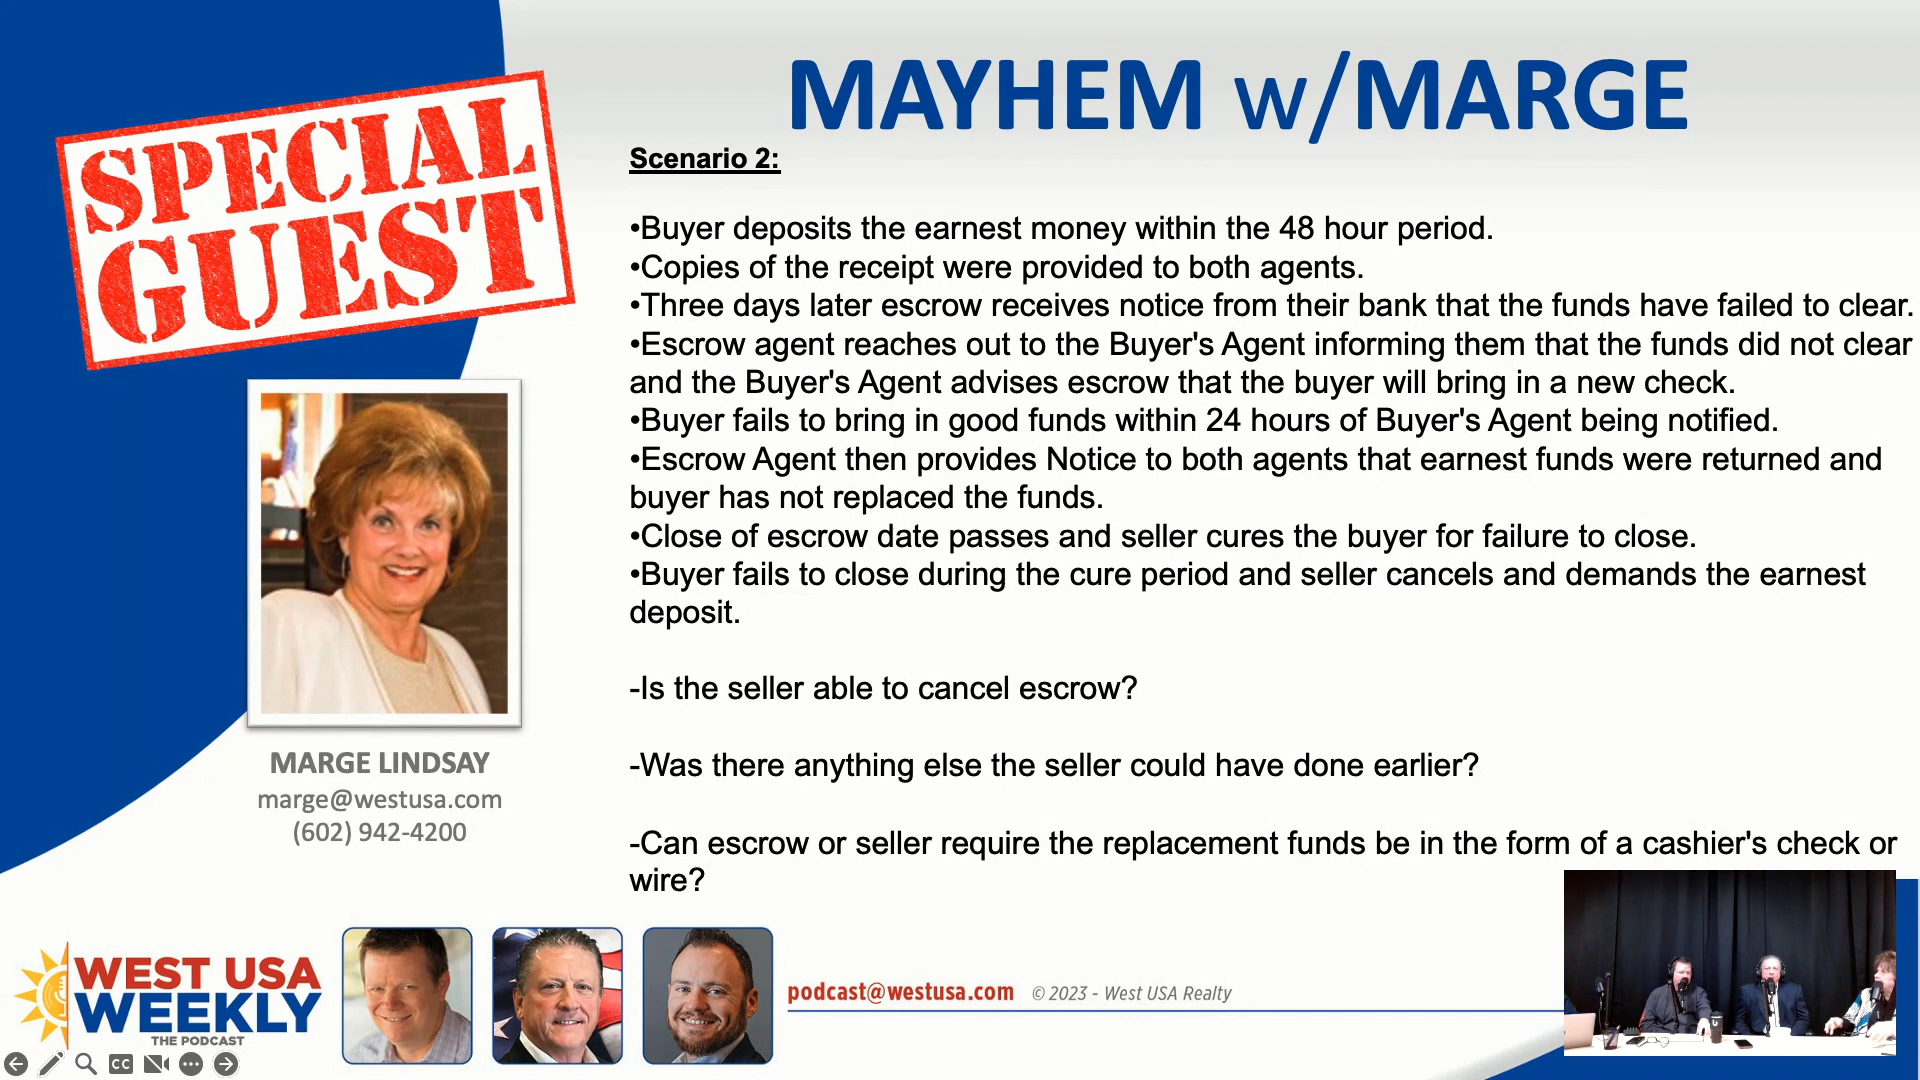 MAYHEM w/MARGE
SPECIAL
GUEST
Scenario 2:
•Buyer deposits the earnest money within the 48 hour period.
•Copies of the receipt were provided to both agents.
•Three days later escrow receives notice from their bank that the funds have failed to clear.
•Escrow agent reaches out to the Buyer's Agent informing them that the funds did not clear
and the Buyer's Agent advises escrow that the buyer will bring in a new check.
•Buyer fails to bring in good funds within 24 hours of Buyer's Agent being notified.
•Escrow Agent then provides Notice to both agents that earnest funds were returned and
buyer has not replaced the funds.
•Close of escrow date passes and seller cures the buyer for failure to close.
•Buyer fails to close during the cure period and seller cancels and demands the earnest
deposit.
-Is the seller able to cancel escrow?
-Was there anything else the seller could have done earlier?
-Can escrow or seller require the replacement funds be in the form of a cashier's check or
wire?
MARGE LINDSAY
marge@westusa.com
(602) 942-4200
WEST USA
WEEKLY
THE PODCAST
podcast@westusa.com © 2023 - West USA Realty
CC